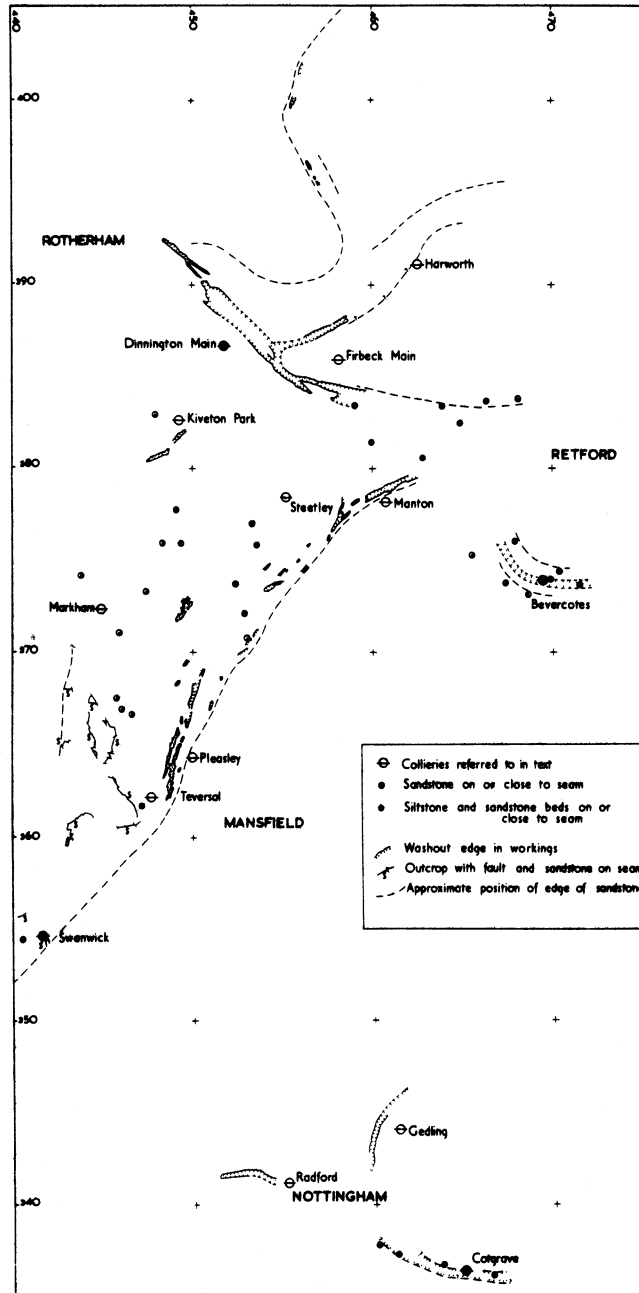 440
450
460
470
400
ROTHERHAM
390
Harworth
Dinnington Main
Firbeck Main
Kiveton Park
RETFORD
380
Steetley
Manton
Markham
Bevercotes
370
Pleasley
Teversal
MANSFIELD
360
Collieries referred to in text
Sandstone on or close to seam
Siltstone and sandstone beds on or
close to seam
Washout edge in workings
Outcrop with fault and sandstone on seam
Approximate position of edge of sandstone
S
S
S
S
S
S
S
S
Swanwick
350
Gedling
Radford
NOTTINGHAM
340
Cotgrave